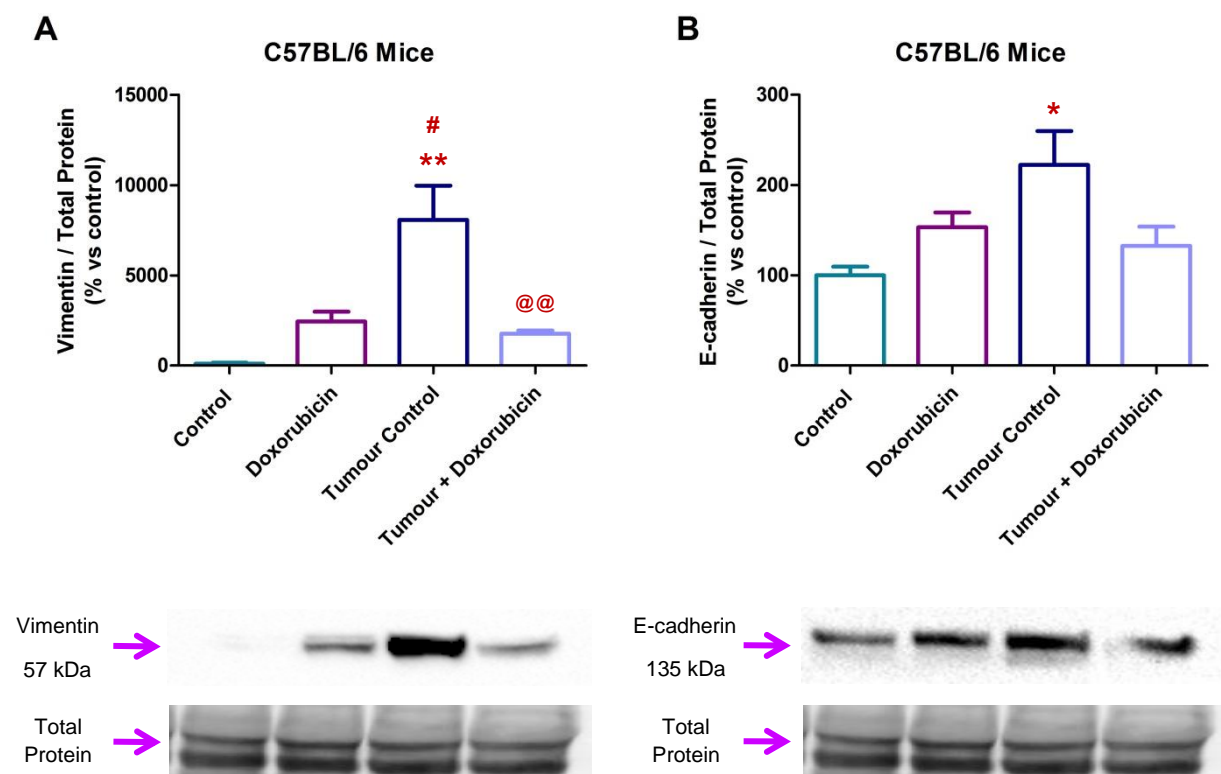 A
C57BL/6 Mice
Vimentin / Total Protein
(% vs control)
15000
10000
5000
0
#
**
@@
Control
Doxorubicin
Tumour Control
Tumour + Doxorubicin
Vimentin
57 kDa
Total
Protein
B
C57BL/6 Mice
E-cadherin / Total Protein
(% vs control)
300
200
100
0
*
Control
Doxorubicin
Tumour Control
Tumour + Doxorubicin
E-cadherin
135 kDa
Total
Protein